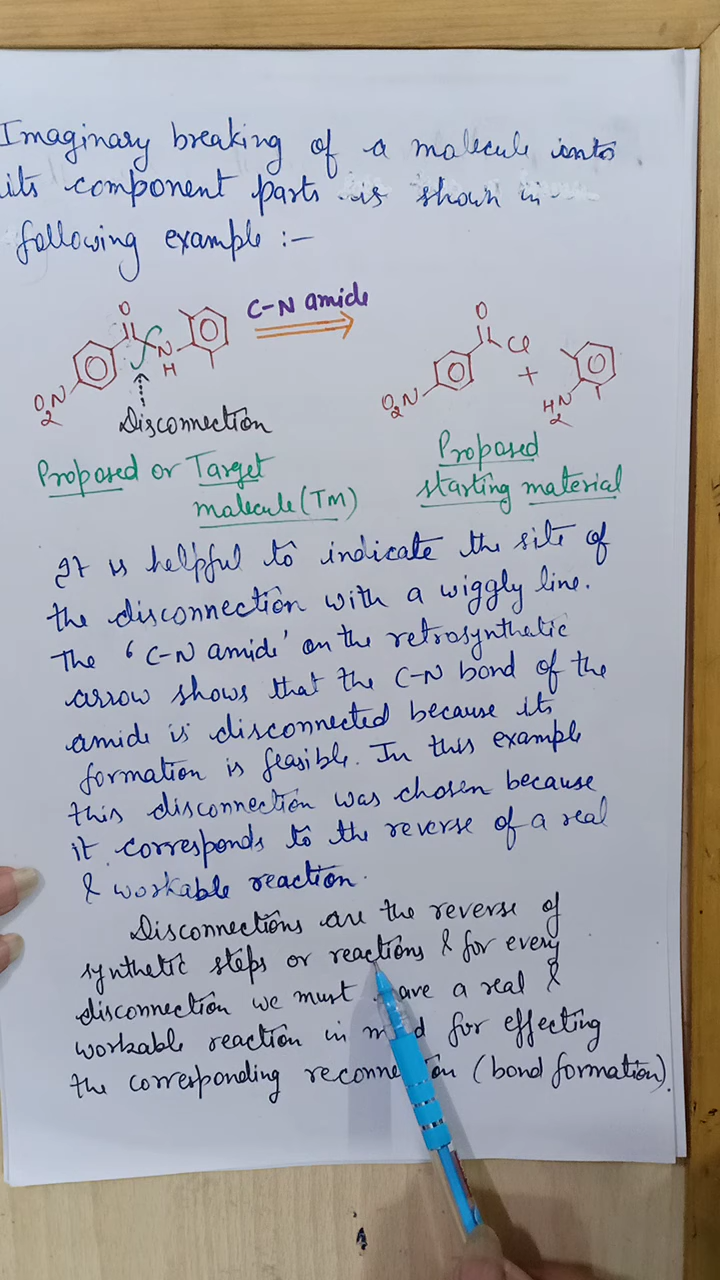 Imaginary breaking of a molecule into
its component parts is shown in
following example :-
O
C-N amide
O
N
H
Cl
+
O2N
O2N
H2N
Disconnection
Proposed or Target
molecule (TM)
Proposed
starting material
It is helpful to indicate the site of
the disconnection with a wiggly line.
The 'C-N amide' on the retrosynthetic
arrow shows that the C-N bond of the
amide is disconnected because its
formation is feasible. In this example
this disconnection was chosen because
it corresponds to the reverse of a real
& workable reaction.
Disconnections are the reverse of
synthetic steps or reactions & for every
disconnection we must have a real &
workable reaction in mind for effecting
the corresponding reconnection (bond formation).